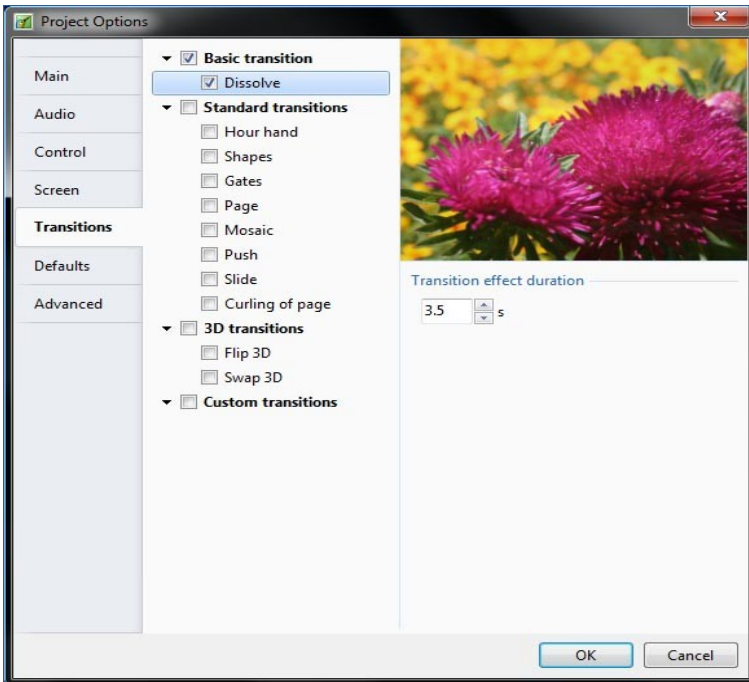 Project Options
Main
Audio
Control
Screen
Transitions
Defaults
Advanced
Basic transition
Dissolve
Standard transitions
Hour hand
Shapes
Gates
Page
Mosaic
Push
Slide
Curling of page
3D transitions
Flip 3D
Swap 3D
Custom transitions
Transition effect duration
3.5 s
OK Cancel